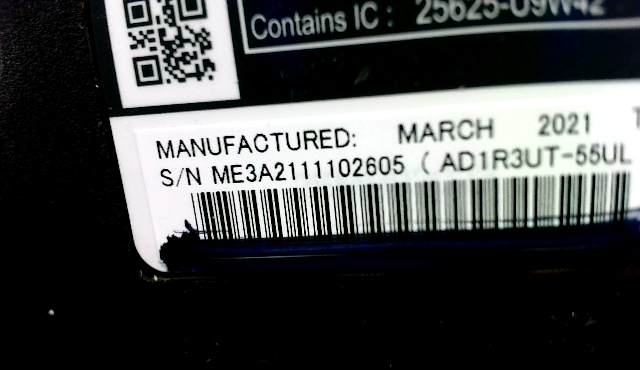 Contains IC : 25625-U9W42
MANUFACTURED: MARCH 2021
S/N ME3A2111102605 ( AD1R3UT-55UL